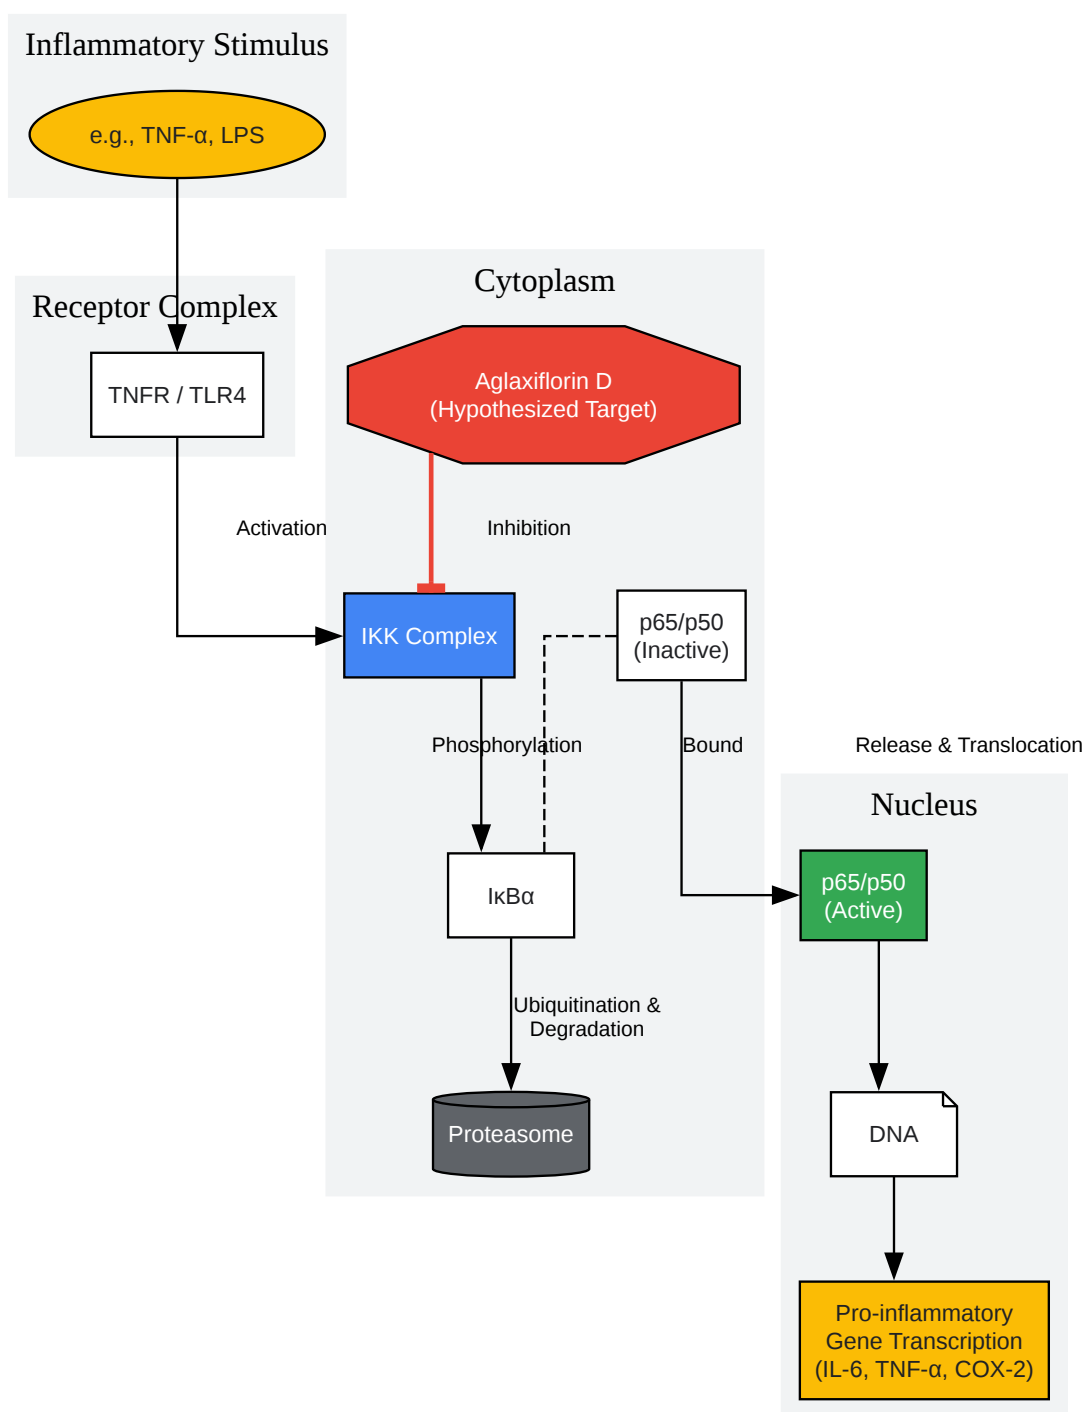 Inflammatory Stimulus
e.g., TNF-α, LPS
Receptor Complex
TNFR / TLR4
Cytoplasm
Aglaxiflorin D
(Hypothesized Target)
Activation
Inhibition
IKK Complex
p65/p50
(Inactive)
Phosphorylation
Bound
Release & Translocation
IκBα
Ubiquitination &
Degradation
Proteasome
Nucleus
p65/p50
(Active)
DNA
Pro-inflammatory
Gene Transcription
(IL-6, TNF-α, COX-2)